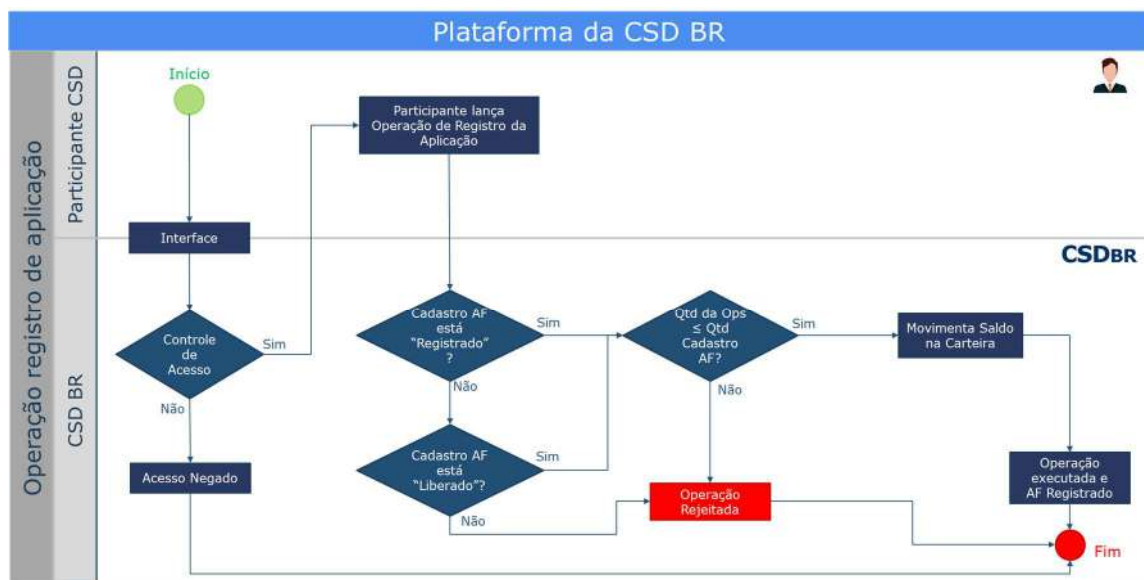 Plataforma da CSD BR
Operação registro de aplicação
Participante CSD
CSD BR
Início
Participante lança
Operação de Registro da
Aplicação
Interface
CSDBR
Controle
de
Acesso
Sim
Não
Acesso Negado
Cadastro AF
está
“Registrado”
?
Sim
Não
Cadastro AF
está
“Liberado”?
Sim
Não
Qtd da Ops
≤ Qtd
Cadastro
AF?
Sim
Não
Operação
Rejeitada
Movimenta Saldo
na Carteira
Operação
executada e
AF Registrado
Fim